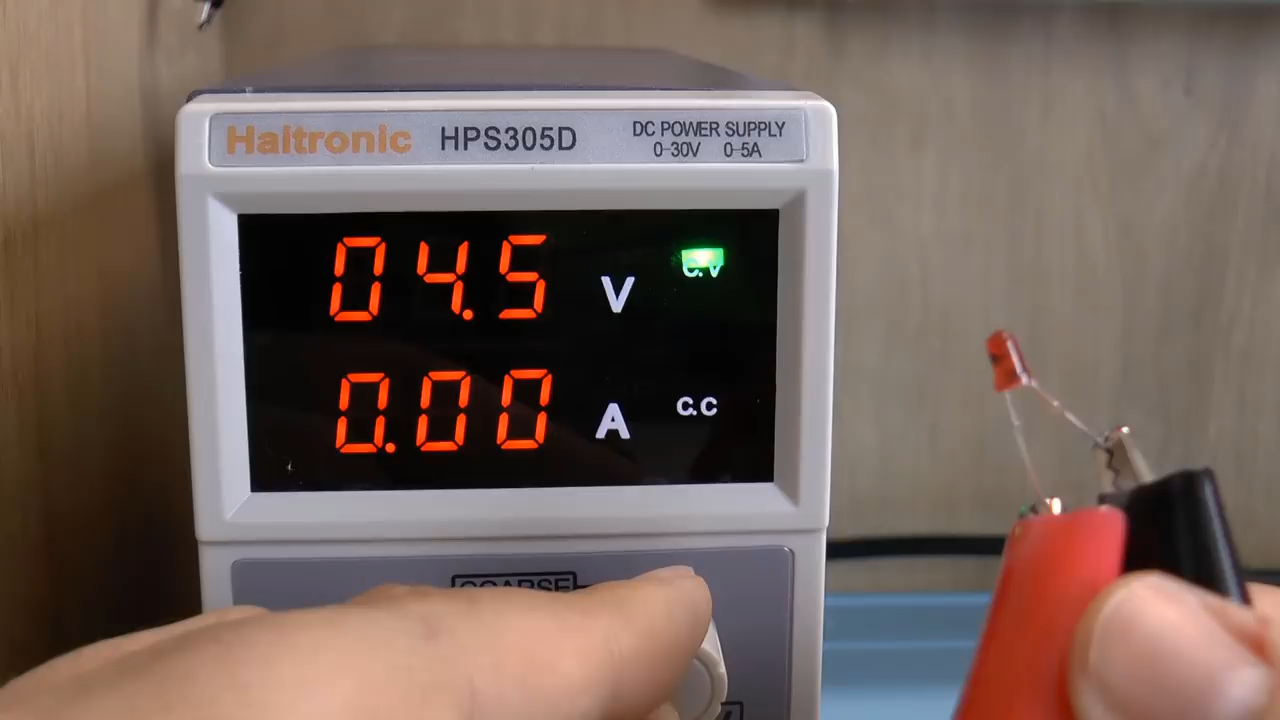 Haltronic HPS305D DC POWER SUPPLY
0-30V 0-5A
04.5 V C.V
0.00 A C.C
COARSE